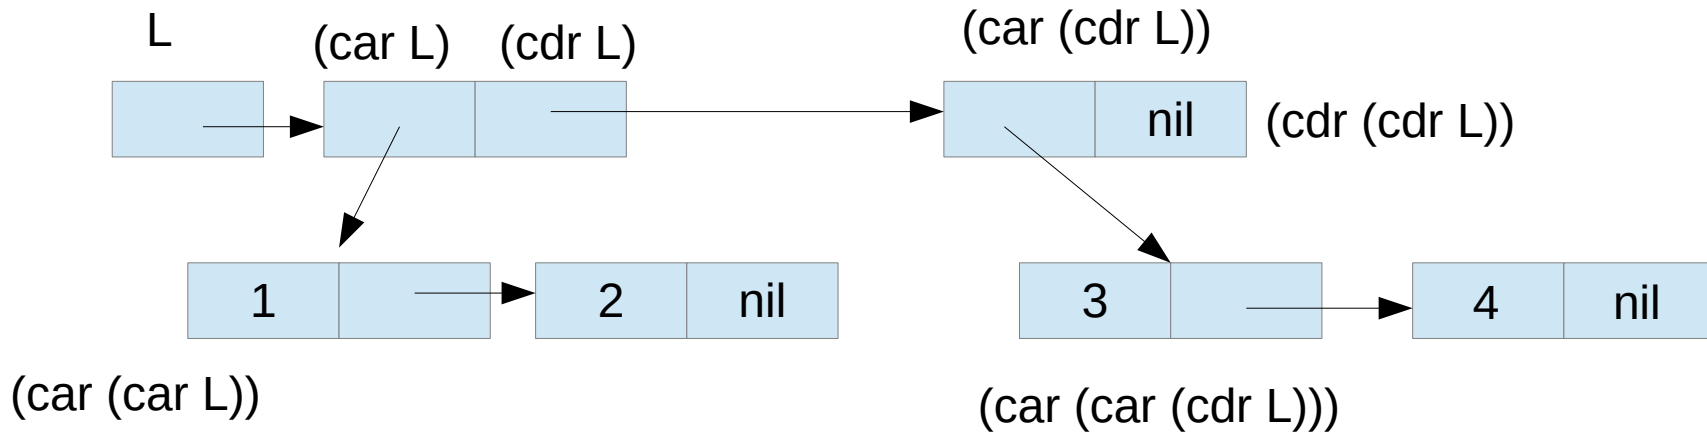 L
(car L)
(cdr L)
(car (cdr L))
nil
(cdr (cdr L))
1
2
nil
3
4
nil
(car (car L))
(car (car (cdr L)))